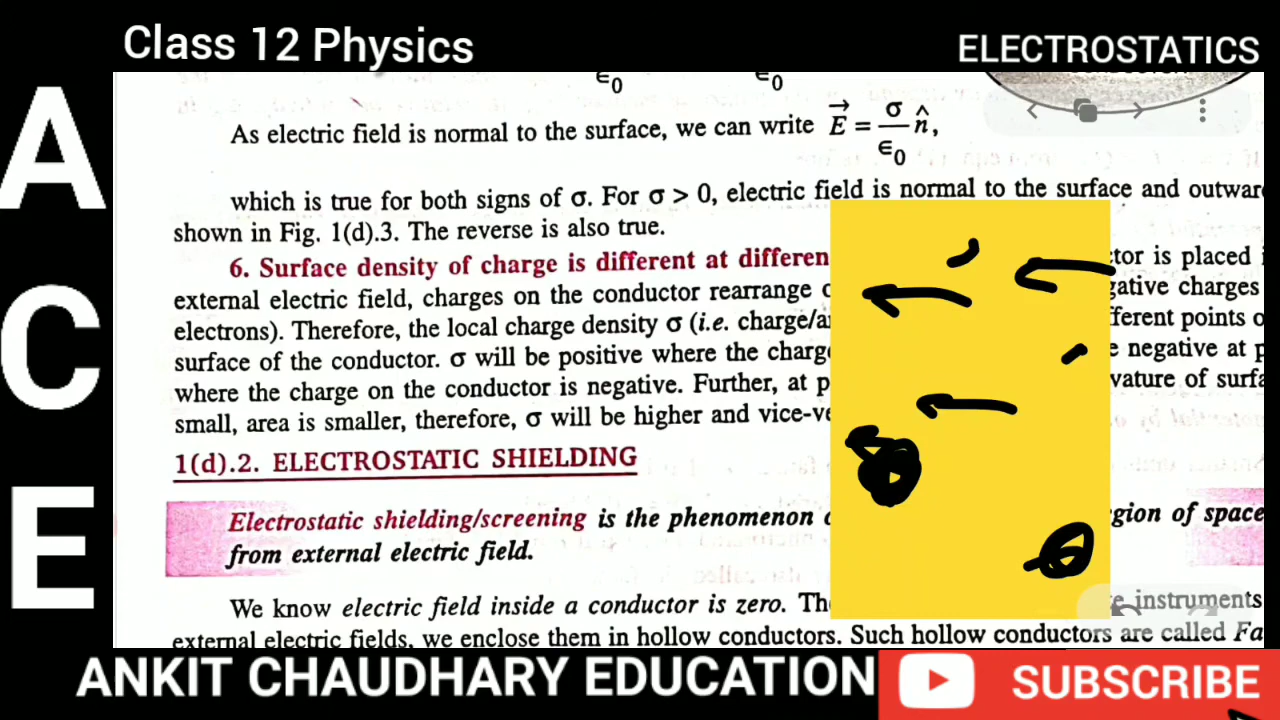 Class 12 Physics
ELECTROSTATICS
A
C
E
∈0 ∈0
As electric field is normal to the surface, we can write E⃗ = σ/∈0 n̂,
which is true for both signs of σ. For σ > 0, electric field is normal to the surface and outwar
shown in Fig. 1(d).3. The reverse is also true.
6. Surface density of charge is different at differen tor is placed i
external electric field, charges on the conductor rearrange gative charges
electrons). Therefore, the local charge density σ (i.e. charge/a fferent points o
surface of the conductor. σ will be positive where the charg e negative at p
where the charge on the conductor is negative. Further, at p vature of surfa
small, area is smaller, therefore, σ will be higher and vice-ve
1(d).2. ELECTROSTATIC SHIELDING
Electrostatic shielding/screening is the phenomenon gion of space
from external electric field.
We know electric field inside a conductor is zero. Th e instruments
external electric fields, we enclose them in hollow conductors. Such hollow conductors are called Fa
ANKIT CHAUDHARY EDUCATION
SUBSCRIBE